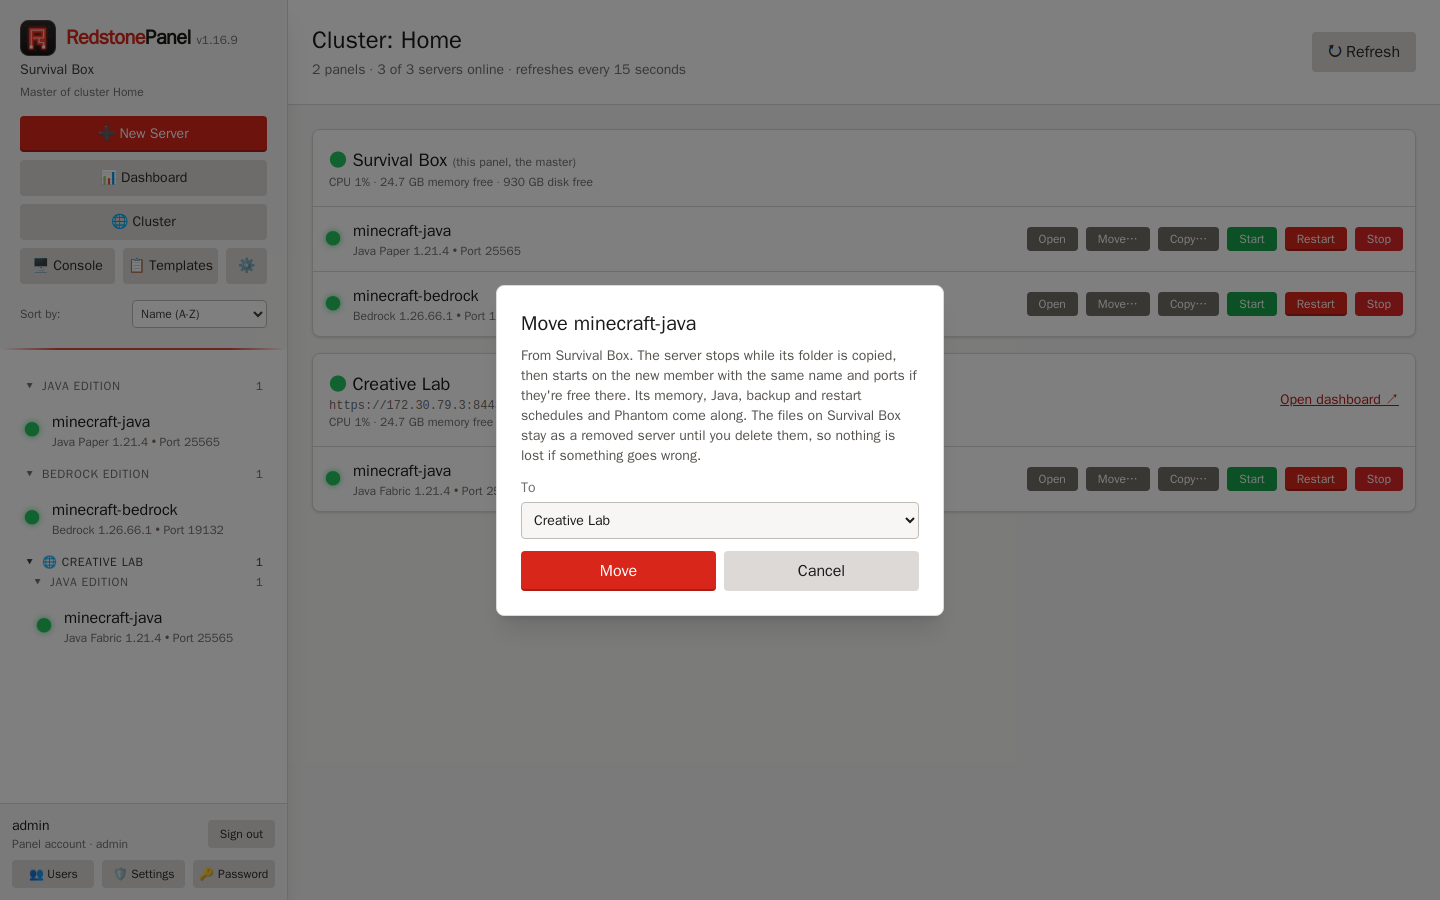 RedstonePanel v1.16.9
Survival Box
Master of cluster Home
New Server
Dashboard
Cluster
Console
Templates
Sort by:
Name (A-Z)
JAVA EDITION 1
minecraft-java
Java Paper 1.21.4 • Port 25565
BEDROCK EDITION 1
minecraft-bedrock
Bedrock 1.26.66.1 • Port 19132
CREATIVE LAB 1
JAVA EDITION 1
minecraft-java
Java Fabric 1.21.4 • Port 25565
admin
Panel account · admin
Sign out
Users
Settings
Password
Cluster: Home
2 panels · 3 of 3 servers online · refreshes every 15 seconds
Refresh
Survival Box (this panel, the master)
CPU 1% · 24.7 GB memory free · 930 GB disk free
minecraft-java
Java Paper 1.21.4 • Port 25565
Open Move··· Copy··· Start Restart Stop
minecraft-bedrock
Bedrock 1.26.66.1 • Port 1
Open Move··· Copy··· Start Restart Stop
Creative Lab
https://172.30.79.3:844
CPU 1% · 24.7 GB memory free
Open dashboard ↗
minecraft-java
Java Fabric 1.21.4 • Port 25
Open Move··· Copy··· Start Restart Stop
Move minecraft-java
From Survival Box. The server stops while its folder is copied,
then starts on the new member with the same name and ports if
they're free there. Its memory, Java, backup and restart
schedules and Phantom come along. The files on Survival Box
stay as a removed server until you delete them, so nothing is
lost if something goes wrong.
To
Creative Lab
Move
Cancel